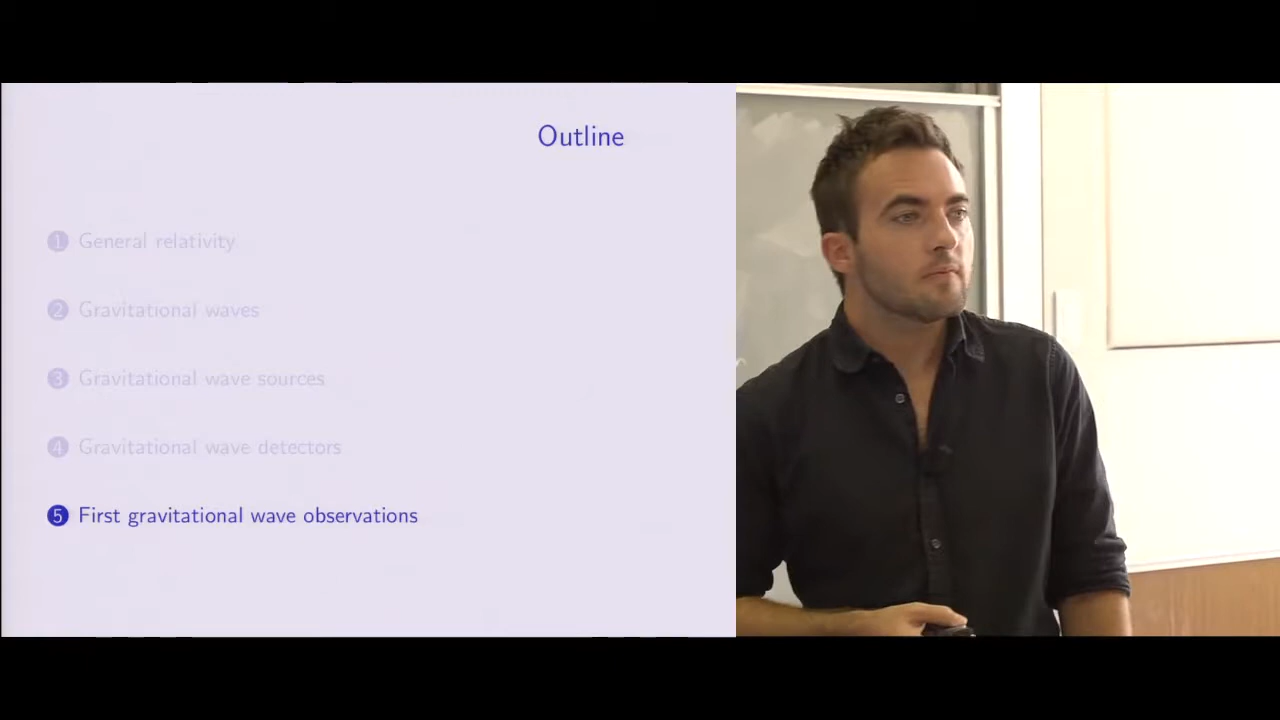 Outline
1 General relativity
2 Gravitational waves
3 Gravitational wave sources
4 Gravitational wave detectors
5 First gravitational wave observations